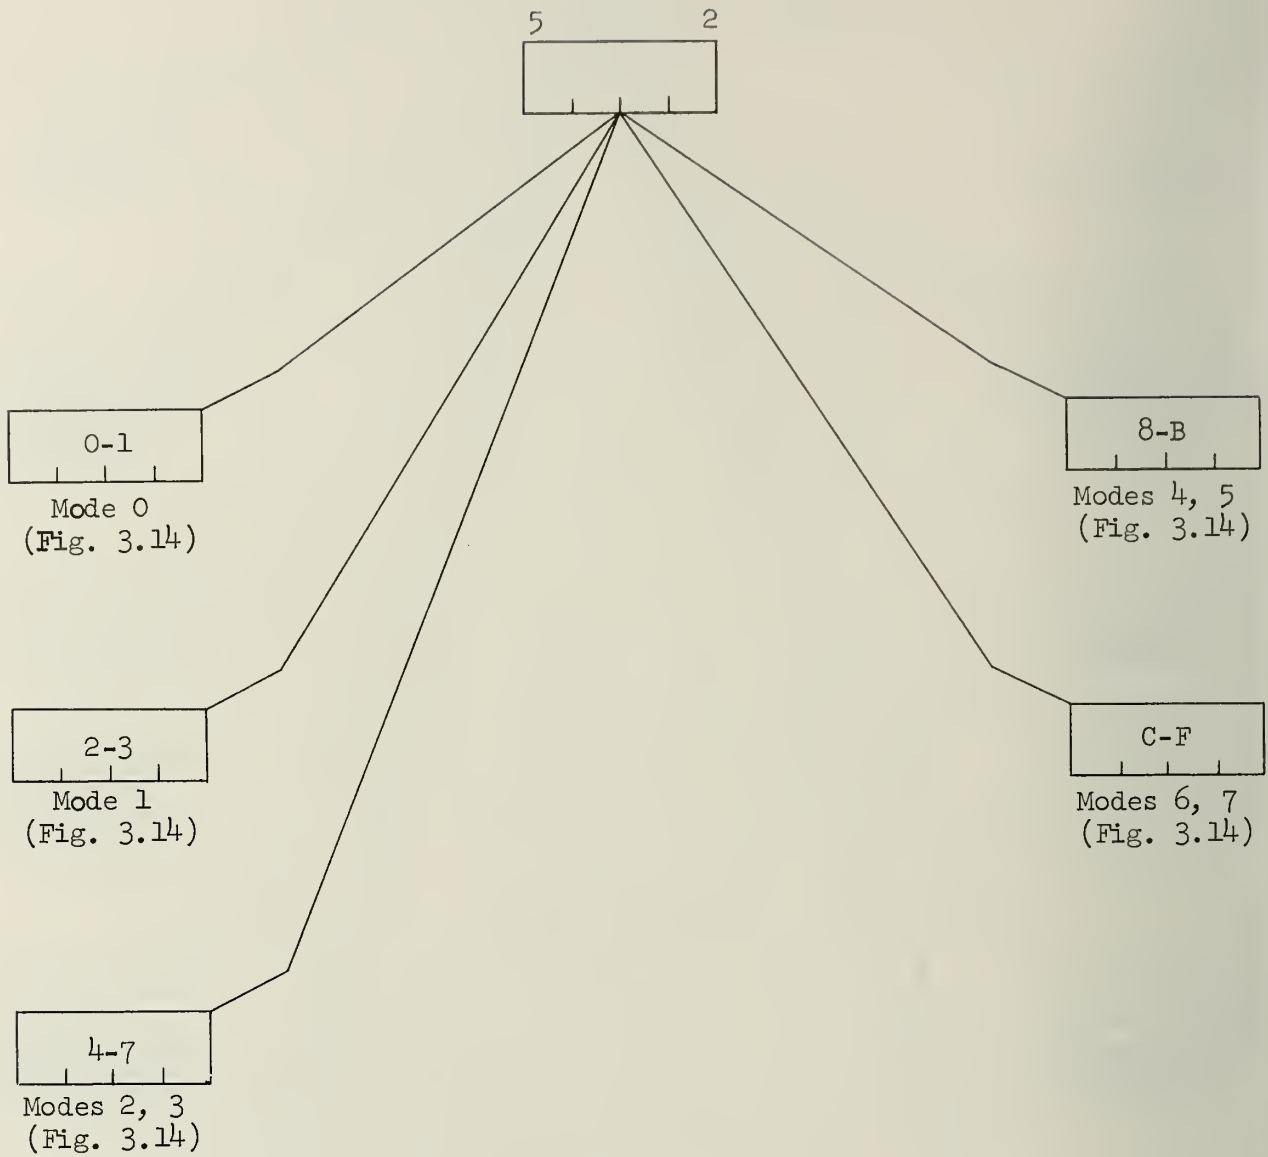 5 2
0-1
Mode 0
(Fig. 3.14)
2-3
Mode 1
(Fig. 3.14)
4-7
Modes 2, 3
(Fig. 3.14)
8-B
Modes 4, 5
(Fig. 3.14)
C-F
Modes 6, 7
(Fig. 3.14)